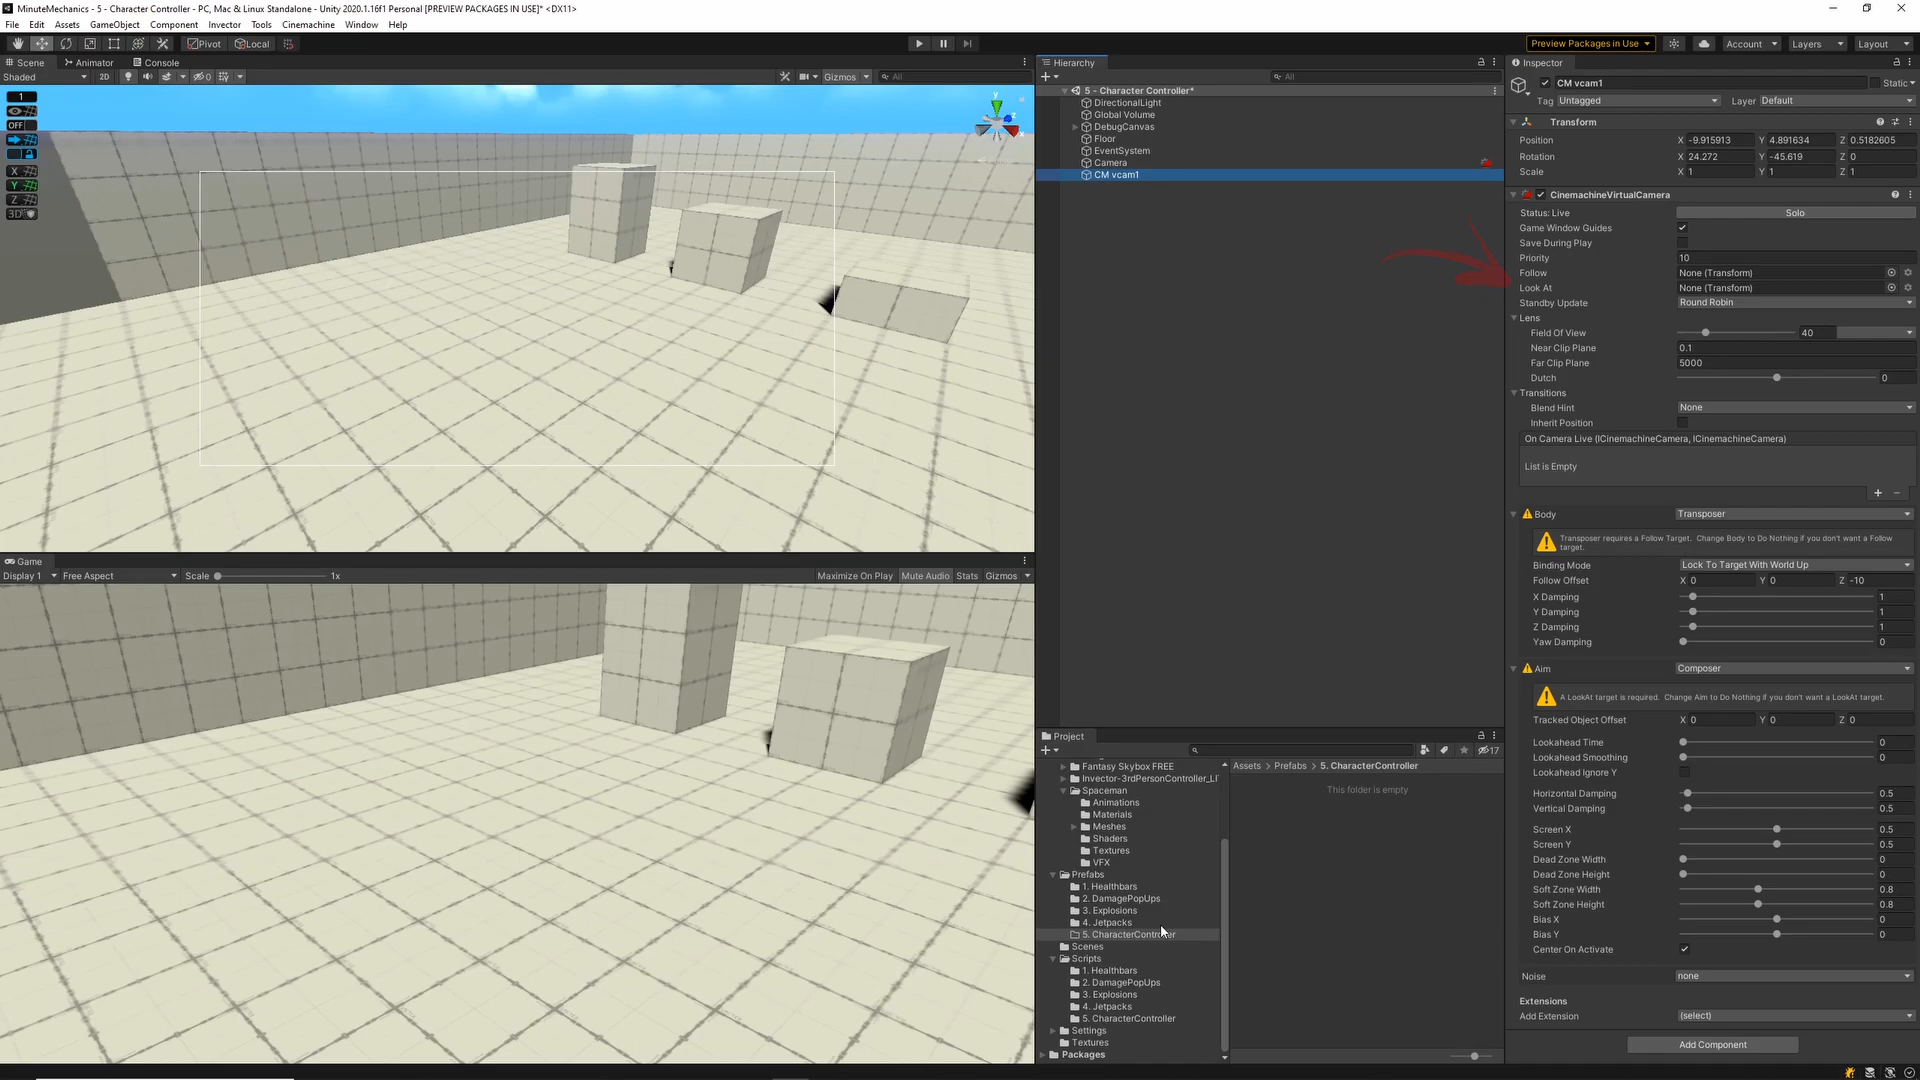 MinuteMechanics - 5 - Character Controller - PC, Mac & Linux Standalone - Unity 2020.1.16f1 Personal [PREVIEW PACKAGES IN USE]* <DX11>
File Edit Assets GameObject Component Invector Tools Cinemachine Window Help
Pivot Local Preview Packages in Use Account Layers Layout
Scene Animator Console
Shaded 2D 0 Gizmos All
1
OFF
X
Y
Z
3D
y
z
x
Game
Display 1 Free Aspect Scale 1x Maximize On Play Mute Audio Stats Gizmos
Hierarchy
All
5 - Character Controller*
DirectionalLight
Global Volume
DebugCanvas
Floor
EventSystem
Camera
CM vcam1
Project
17
Fantasy Skybox FREE
Invector-3rdPersonController_LI
Spaceman
Animations
Materials
Meshes
Shaders
Textures
VFX
Prefabs
1. Healthbars
2. DamagePopUps
3. Explosions
4. Jetpacks
5. CharacterController
Scenes
Scripts
1. Healthbars
2. DamagePopUps
3. Explosions
4. Jetpacks
5. CharacterController
Settings
Textures
Packages
Assets > Prefabs > 5. CharacterController
This folder is empty
Inspector
CM vcam1 Static
Tag Untagged Layer Default
Transform
Position X -9.915913 Y 4.891634 Z 0.5182605
Rotation X 24.272 Y -45.619 Z 0
Scale X 1 Y 1 Z 1
CinemachineVirtualCamera
Status: Live Solo
Game Window Guides
Save During Play
Priority 10
Follow None (Transform)
Look At None (Transform)
Standby Update Round Robin
Lens
Field Of View 40
Near Clip Plane 0.1
Far Clip Plane 5000
Dutch 0
Transitions
Blend Hint None
Inherit Position
On Camera Live (ICinemachineCamera, ICinemachineCamera)
List is Empty
+ -
Body Transposer
Transposer requires a Follow Target. Change Body to Do Nothing if you don't want a Follow
target.
Binding Mode Lock To Target With World Up
Follow Offset X 0 Y 0 Z -10
X Damping 1
Y Damping 1
Z Damping 1
Yaw Damping 0
Aim Composer
A LookAt target is required. Change Aim to Do Nothing if you don't want a LookAt target.
Tracked Object Offset X 0 Y 0 Z 0
Lookahead Time 0
Lookahead Smoothing 0
Lookahead Ignore Y
Horizontal Damping 0.5
Vertical Damping 0.5
Screen X 0.5
Screen Y 0.5
Dead Zone Width 0
Dead Zone Height 0
Soft Zone Width 0.8
Soft Zone Height 0.8
Bias X 0
Bias Y 0
Center On Activate
Noise none
Extensions
Add Extension (select)
Add Component